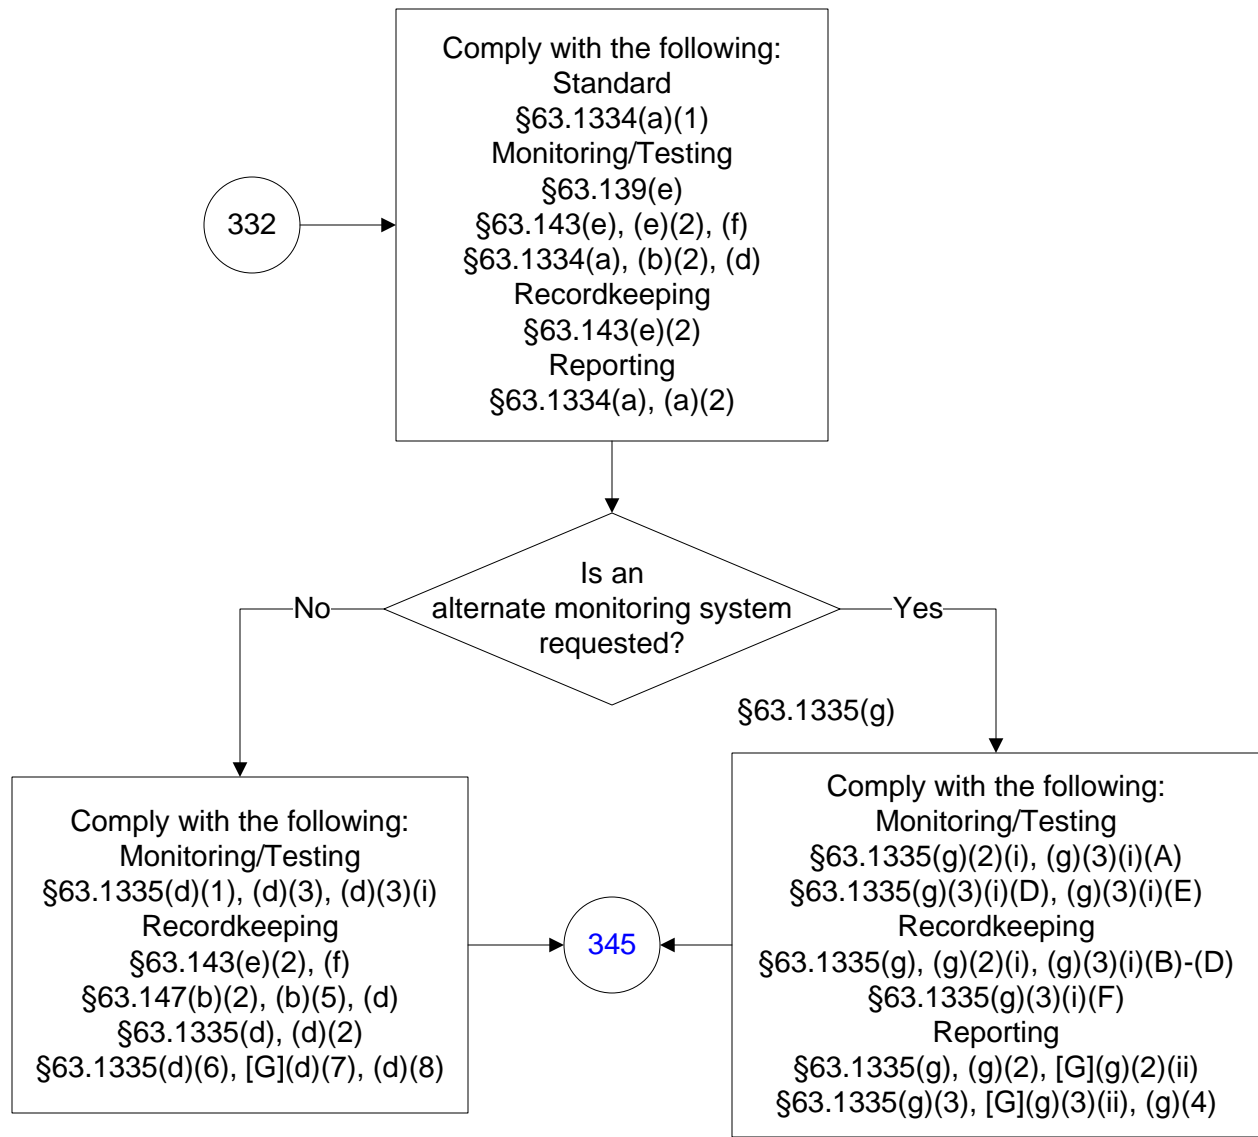 Comply with the following:
Standard
§63.1334(a)(1)
Monitoring/Testing
§63.139(e)
§63.143(e), (e)(2), (f)
§63.1334(a), (b)(2), (d)
Recordkeeping
§63.143(e)(2)
Reporting
§63.1334(a), (a)(2)
332
Is an
alternate monitoring system
requested?
No
Yes
§63.1335(g)
Comply with the following:
Monitoring/Testing
§63.1335(d)(1), (d)(3), (d)(3)(i)
Recordkeeping
§63.143(e)(2), (f)
§63.147(b)(2), (b)(5), (d)
§63.1335(d), (d)(2)
§63.1335(d)(6), [G](d)(7), (d)(8)
345
Comply with the following:
Monitoring/Testing
§63.1335(g)(2)(i), (g)(3)(i)(A)
§63.1335(g)(3)(i)(D), (g)(3)(i)(E)
Recordkeeping
§63.1335(g), (g)(2)(i), (g)(3)(i)(B)-(D)
§63.1335(g)(3)(i)(F)
Reporting
§63.1335(g), (g)(2), [G](g)(2)(ii)
§63.1335(g)(3), [G](g)(3)(ii), (g)(4)